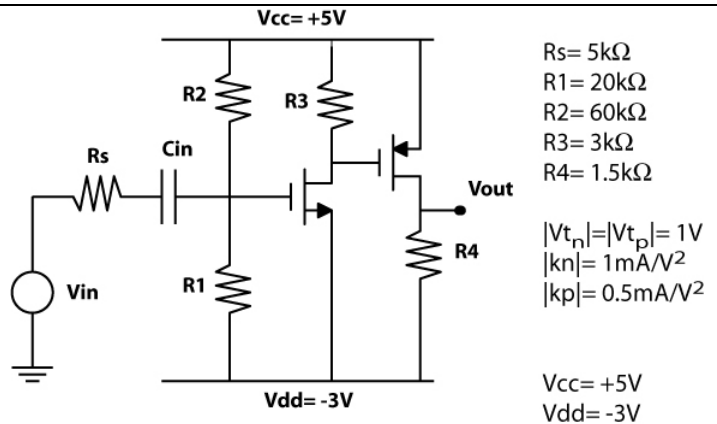 Vcc= +5V
R2
R3
Rs
Cin
Vout
R4
R1
Vin
Vdd= -3V
Rs= 5kΩ
R1= 20kΩ
R2= 60kΩ
R3= 3kΩ
R4= 1.5kΩ
|Vtn|=|Vtp|= 1V
|kn|= 1mA/V2
|kp|= 0.5mA/V2
Vcc= +5V
Vdd= -3V